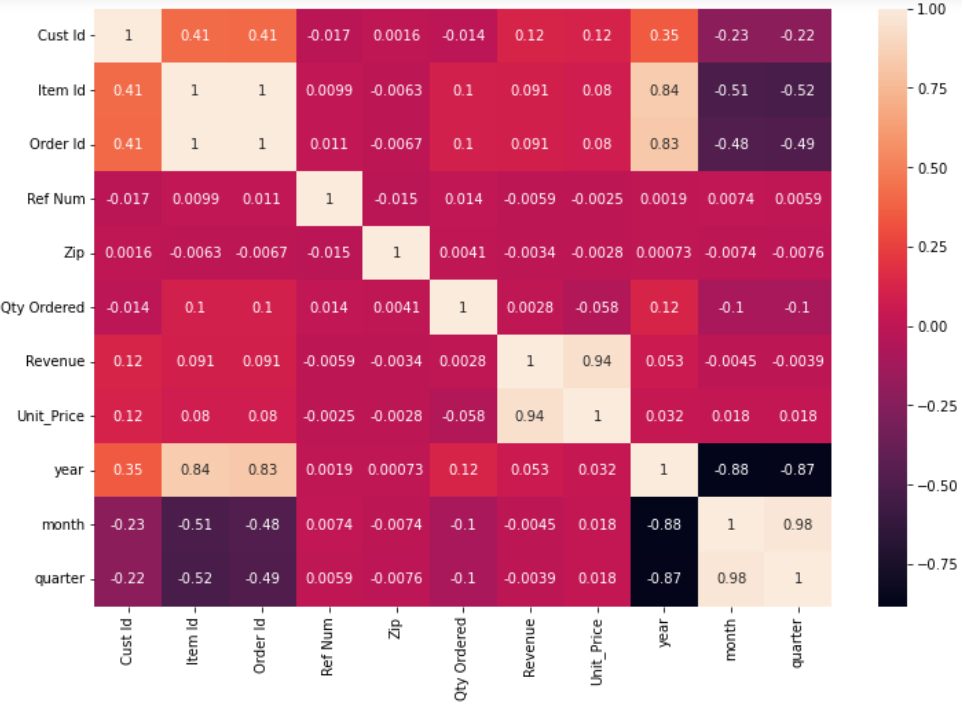 Cust Id 1 0.41 0.41 -0.017 0.0016 -0.014 0.12 0.12 0.35 -0.23 -0.22
Item Id 0.41 1 1 0.0099 -0.0063 0.1 0.091 0.08 0.84 -0.51 -0.52
Order Id 0.41 1 1 0.011 -0.0067 0.1 0.091 0.08 0.83 -0.48 -0.49
Ref Num -0.017 0.0099 0.011 1 -0.015 0.014 -0.0059 -0.0025 0.0019 0.0074 0.0059
Zip 0.0016 -0.0063 -0.0067 -0.015 1 0.0041 -0.0034 -0.0028 0.00073 -0.0074 -0.0076
Qty Ordered -0.014 0.1 0.1 0.014 0.0041 1 0.0028 -0.058 0.12 -0.1 -0.1
Revenue 0.12 0.091 0.091 -0.0059 -0.0034 0.0028 1 0.94 0.053 -0.0045 -0.0039
Unit_Price 0.12 0.08 0.08 -0.0025 -0.0028 -0.058 0.94 1 0.032 0.018 0.018
year 0.35 0.84 0.83 0.0019 0.00073 0.12 0.053 0.032 1 -0.88 -0.87
month -0.23 -0.51 -0.48 0.0074 -0.0074 -0.1 -0.0045 0.018 -0.88 1 0.98
quarter -0.22 -0.52 -0.49 0.0059 -0.0076 -0.1 -0.0039 0.018 -0.87 0.98 1
Cust Id Item Id Order Id Ref Num Zip Qty Ordered Revenue Unit_Price year month quarter
1.00
0.75
0.50
0.25
0.00
−0.25
−0.50
−0.75